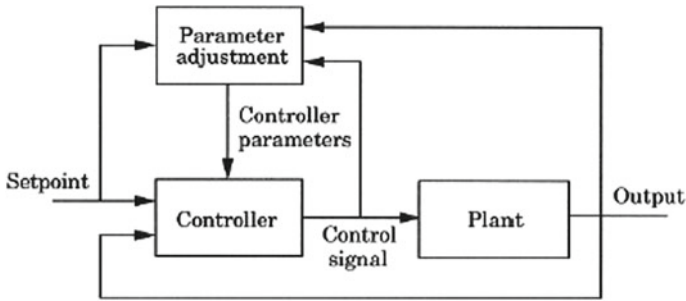 Parameter
adjustment
Controller
parameters
Setpoint
Controller
Control
signal
Plant
Output